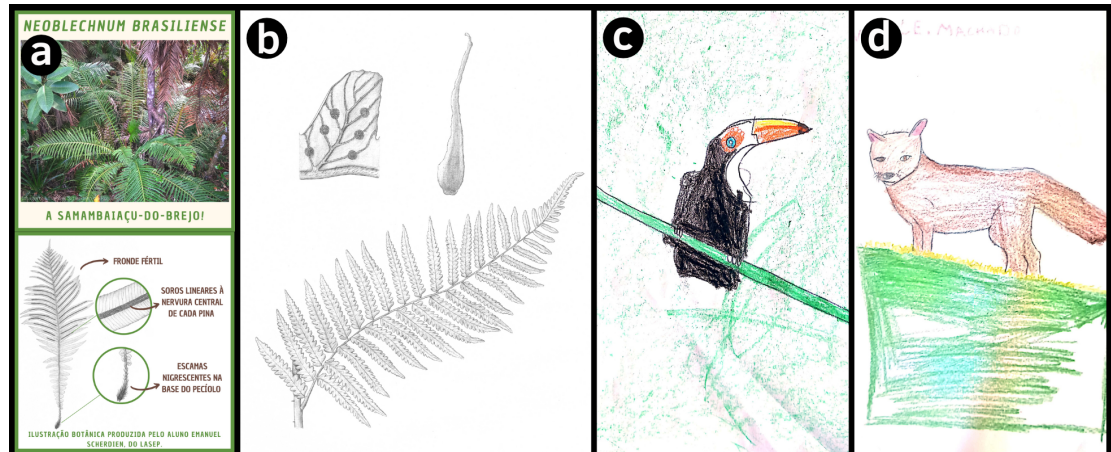 NEOBLECHNUM BRASILIENSE
a
A SAMAMBAIAÇU-DO-BREJO!
FRONDE FÉRTIL
SOROS LINEARES À
NERVURA CENTRAL
DE CADA PINA
ESCAMAS
NIGRESCENTES NA
BASE DO PECÍOLO
ILUSTRAÇÃO BOTÂNICA PRODUZIDA PELO ALUNO EMANUEL
SCHERDIEN, DO LASEP.
b
c
d
MACHADO